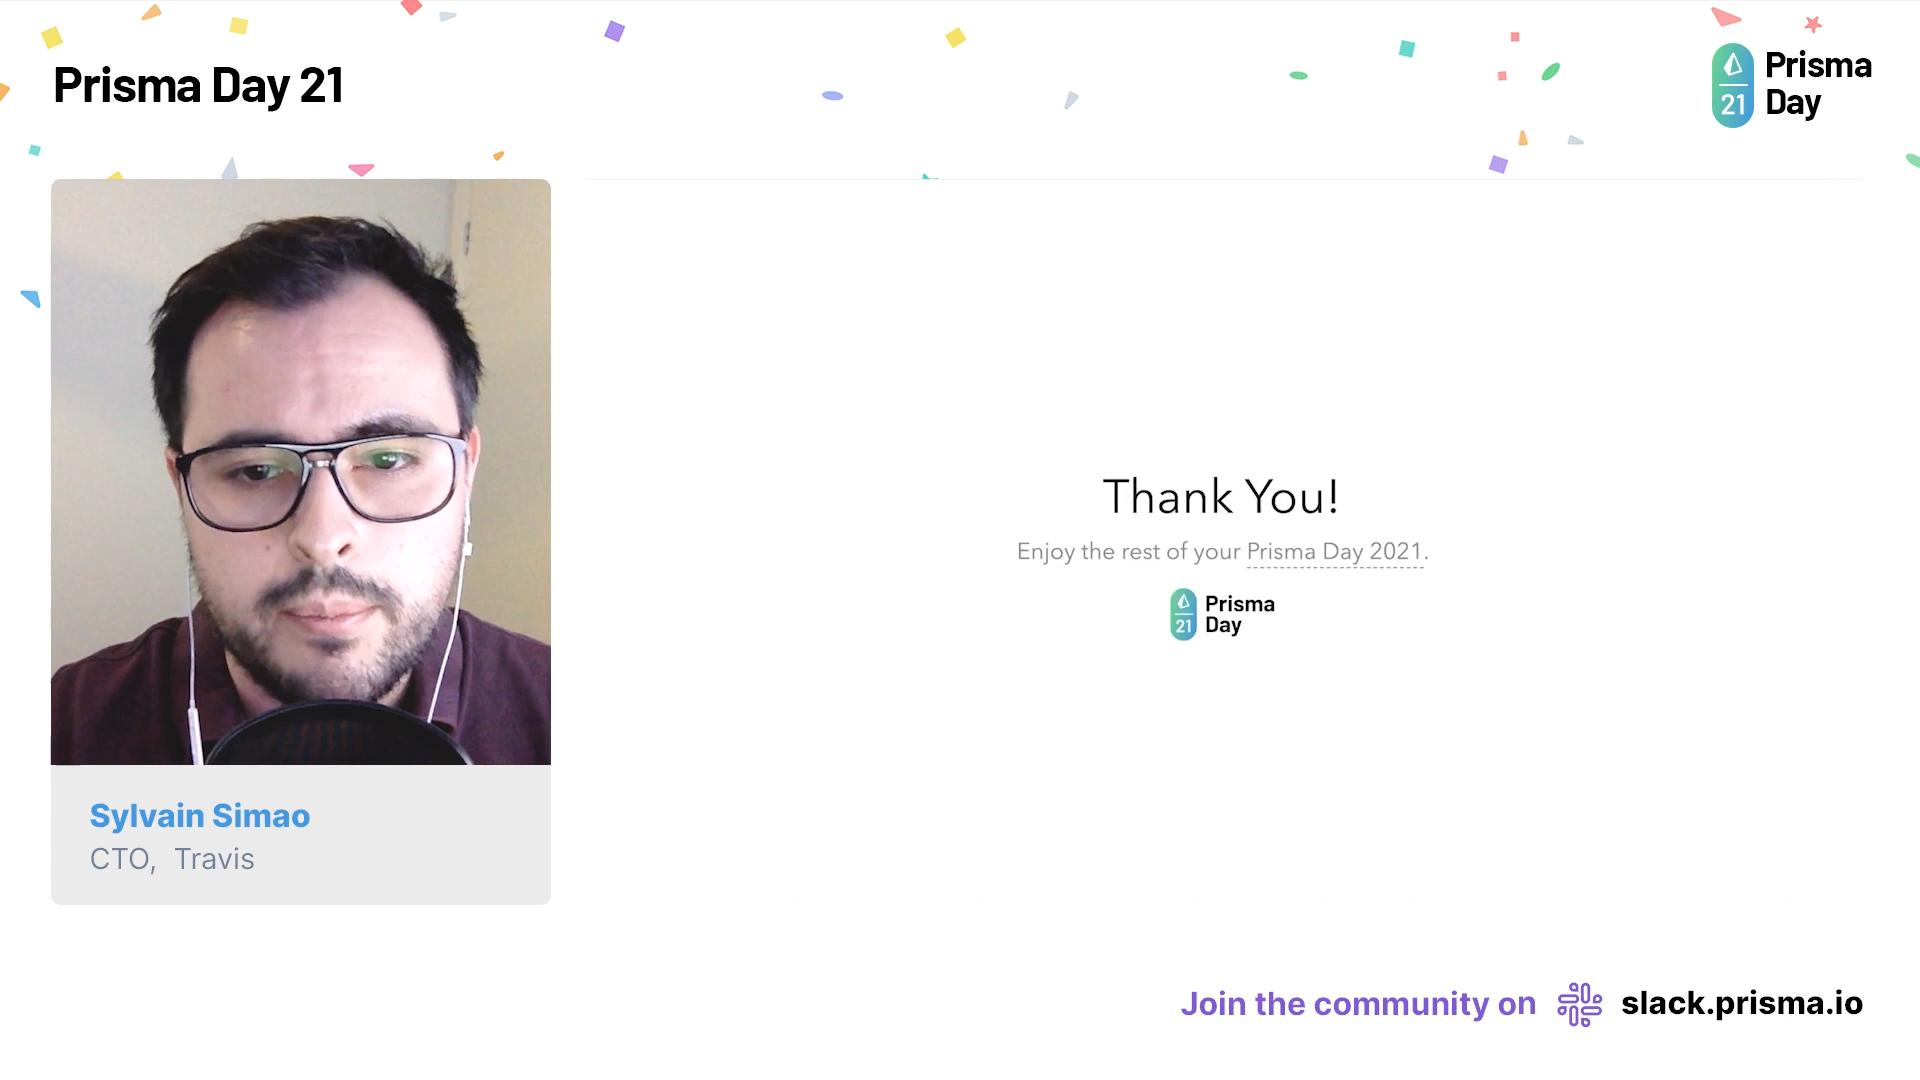 Prisma Day 21
21
Prisma
Day
Thank You!
Enjoy the rest of your Prisma Day 2021.
21
Prisma
Day
Sylvain Simao
CTO, Travis
Join the community on slack.prisma.io